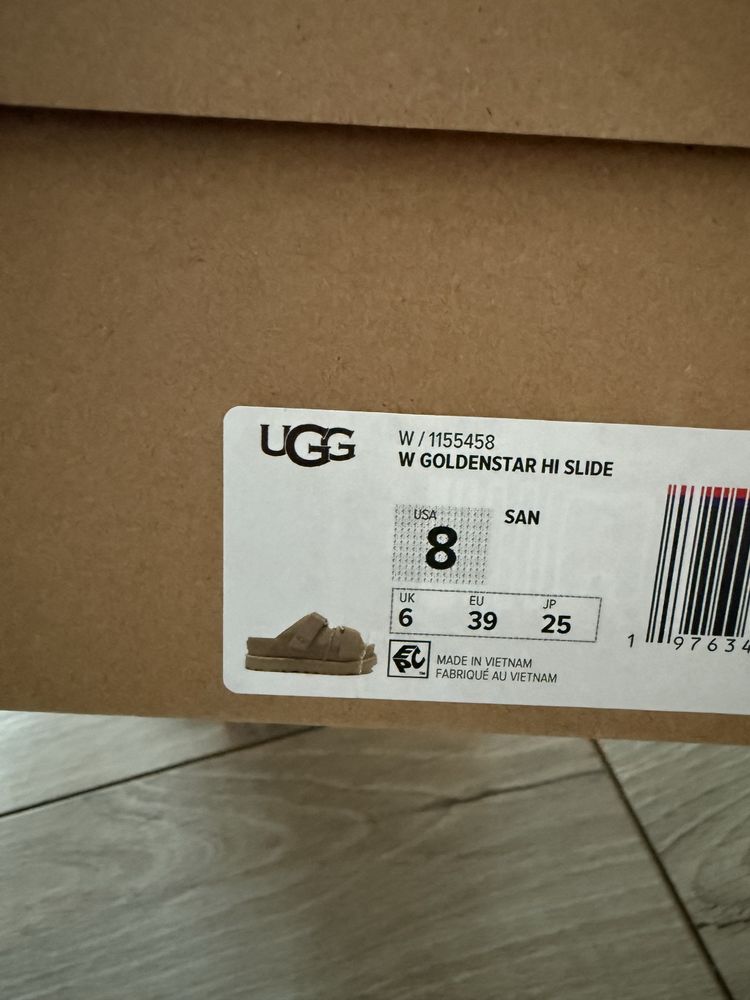 UGG
W / 1155458
W GOLDENSTAR HI SLIDE
USA
8
SAN
UK
6
EU
39
JP
25
EPC
MADE IN VIETNAM
FABRIQUÉ AU VIETNAM
1 97634